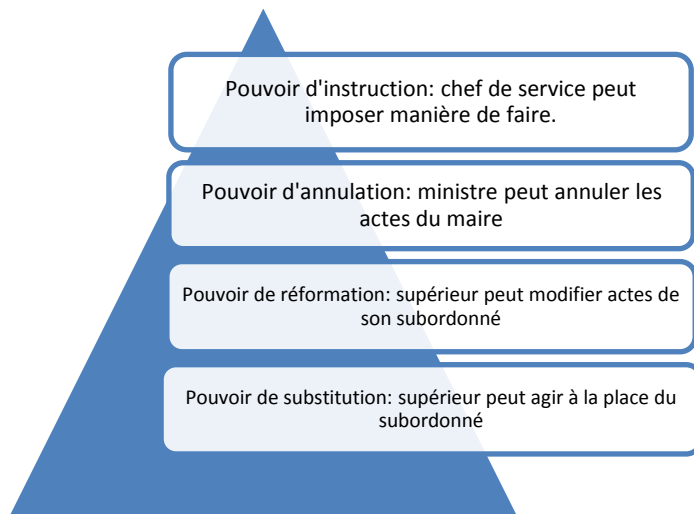 Pouvoir d'instruction: chef de service peut
imposer manière de faire.
Pouvoir d'annulation: ministre peut annuler les
actes du maire
Pouvoir de réformation: supérieur peut modifier actes de
son subordonné
Pouvoir de substitution: supérieur peut agir à la place du
subordonné